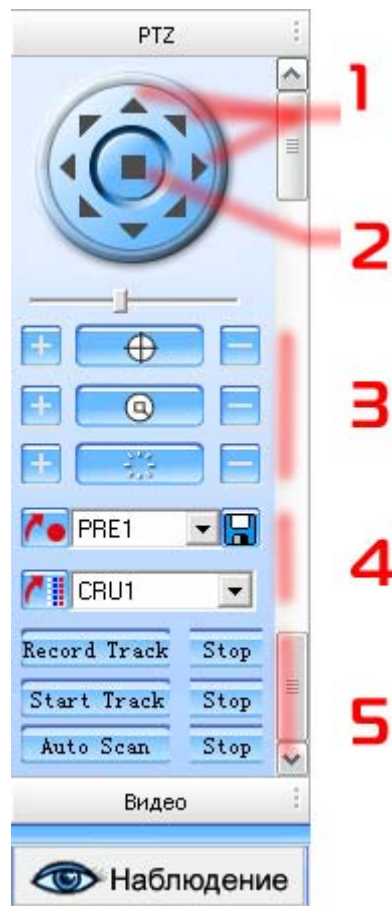 PTZ
1
2
3
PRE1
4
CRU1
Record Track Stop
Start Track Stop
5
Auto Scan Stop
Видео
Наблюдение